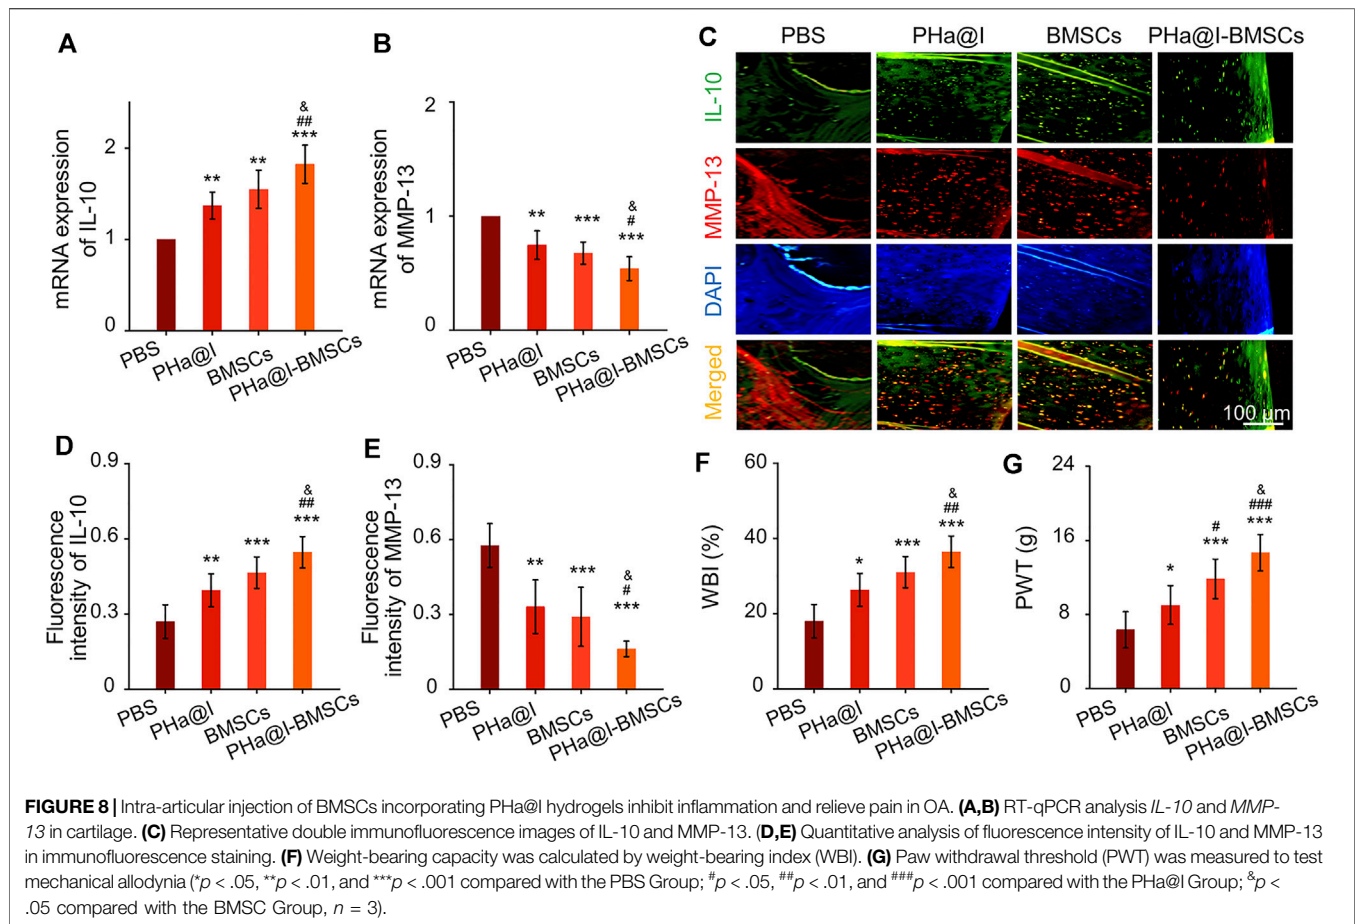 A
mRNA expression
of IL-10
2
1
0
&
##
***
**
**
PBS
PHa@I
BMSCs
PHa@I-BMSCs
B
mRNA expression
of MMP-13
2
1
0
**
***
&
#
***
PBS
PHa@I
BMSCs
PHa@I-BMSCs
C
PBS
PHa@I
BMSCs
PHa@I-BMSCs
IL-10
MMP-13
DAPI
Merged
100 µm
D
Fluorescence
intensity of IL-10
0.9
0.6
0.3
0
**
***
&
##
***
PBS
PHa@I
BMSCs
PHa@I-BMSCs
E
Fluorescence
intensity of MMP-13
0.9
0.6
0.3
0
**
***
&
#
***
PBS
PHa@I
BMSCs
PHa@I-BMSCs
F
WBI (%)
60
40
20
0
*
***
&
##
***
PBS
PHa@I
BMSCs
PHa@I-BMSCs
G
PWT (g)
24
16
8
0
*
#
***
&
###
***
PBS
PHa@I
BMSCs
PHa@I-BMSCs
FIGURE 8 | Intra-articular injection of BMSCs incorporating PHa@I hydrogels inhibit inflammation and relieve pain in OA. (A,B) RT-qPCR analysis IL-10 and MMP-
13 in cartilage. (C) Representative double immunofluorescence images of IL-10 and MMP-13. (D,E) Quantitative analysis of fluorescence intensity of IL-10 and MMP-13
in immunofluorescence staining. (F) Weight-bearing capacity was calculated by weight-bearing index (WBI). (G) Paw withdrawal threshold (PWT) was measured to test
mechanical allodynia (*p < .05, **p < .01, and ***p < .001 compared with the PBS Group; #p < .05, ##p < .01, and ###p < .001 compared with the PHa@I Group; &p <
.05 compared with the BMSC Group, n = 3).